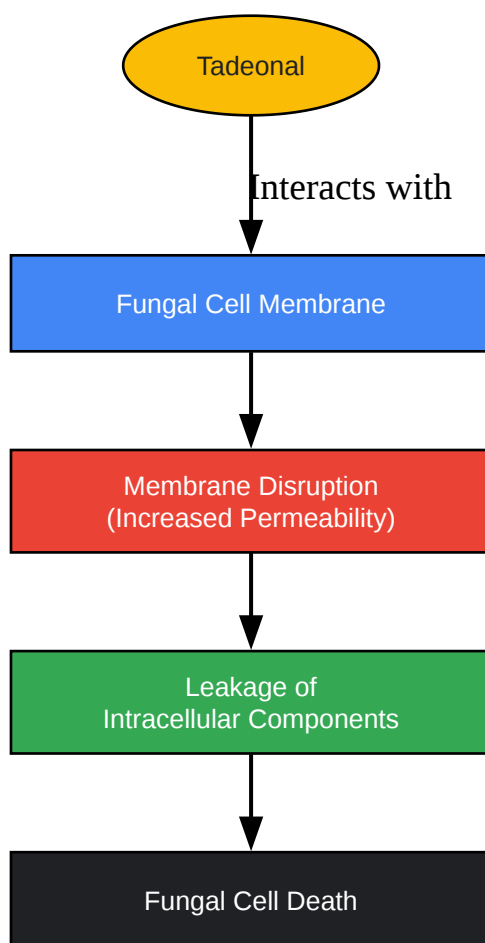 Tadeonal
Interacts with
Fungal Cell Membrane
Membrane Disruption
(Increased Permeability)
Leakage of
Intracellular Components
Fungal Cell Death